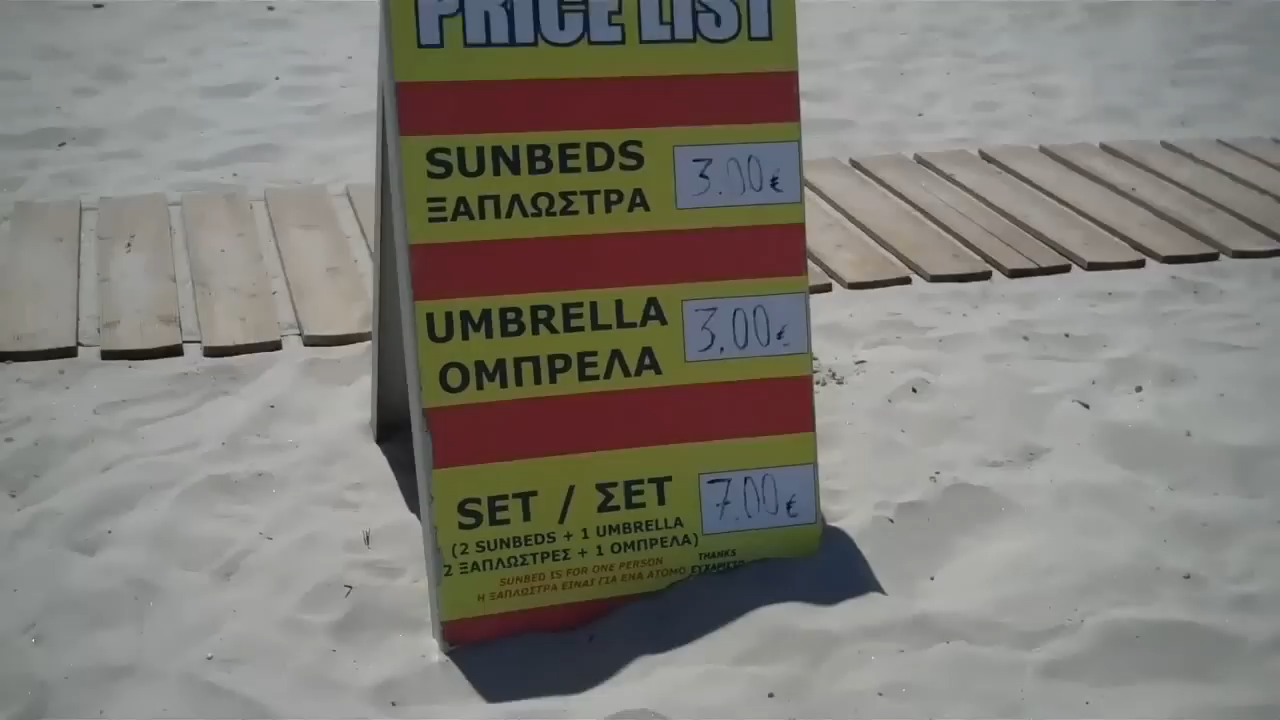 PRICE LIST
SUNBEDS 3.00€
ΞΑΠΛΩΣΤΡΑ
UMBRELLA 3.00€
ΟΜΠΡΕΛΑ
SET / ΣΕΤ 7.00€
(2 SUNBEDS + 1 UMBRELLA
2 ΞΑΠΛΩΣΤΡΕΣ + 1 ΟΜΠΡΕΛΑ)
SUNBED IS FOR ONE PERSON THANKS
Η ΞΑΠΛΩΣΤΡΑ ΕΙΝΑΙ ΓΙΑ ΕΝΑ ΑΤΟΜΟ